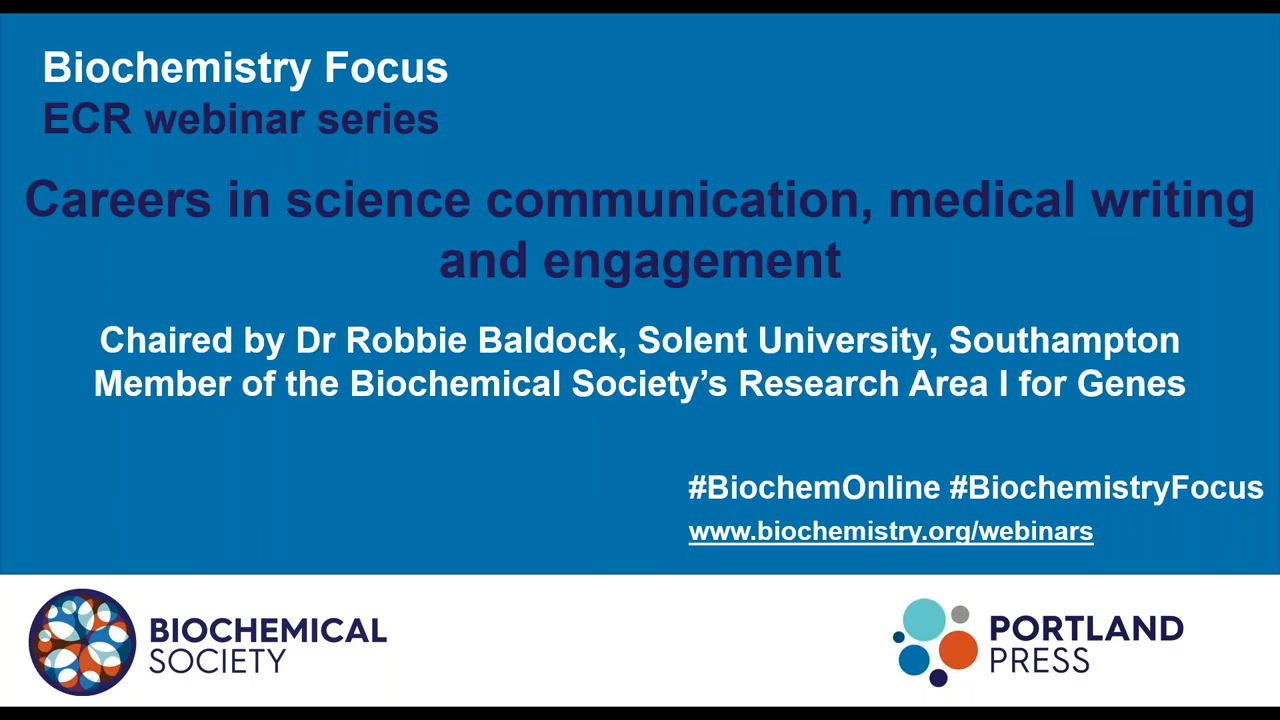 Biochemistry Focus
ECR webinar series
Careers in science communication, medical writing
and engagement
Chaired by Dr Robbie Baldock, Solent University, Southampton
Member of the Biochemical Society’s Research Area I for Genes
#BiochemOnline #BiochemistryFocus
www.biochemistry.org/webinars
BIOCHEMICAL
SOCIETY
PORTLAND
PRESS